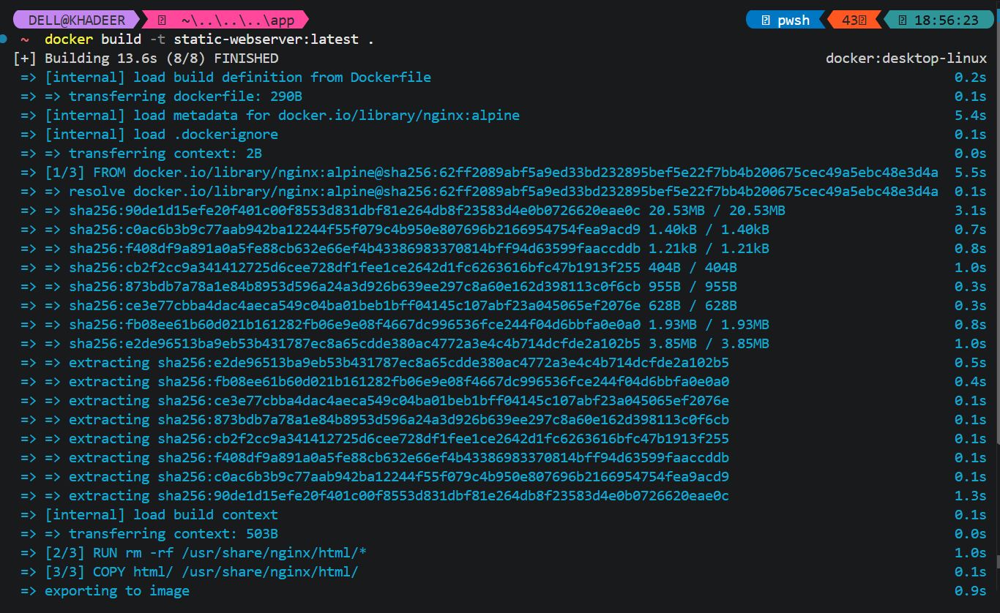 DELL@KHADEER ~\..\..\..\app pwsh 43 18:56:23
~ docker build -t static-webserver:latest .
[+] Building 13.6s (8/8) FINISHED docker:desktop-linux
=> [internal] load build definition from Dockerfile 0.2s
=> => transferring dockerfile: 290B 0.1s
=> [internal] load metadata for docker.io/library/nginx:alpine 5.4s
=> [internal] load .dockerignore 0.1s
=> => transferring context: 2B 0.0s
=> [1/3] FROM docker.io/library/nginx:alpine@sha256:62ff2089abf5a9ed33bd232895bef5e22f7bb4b200675cec49a5ebc48e3d4a 5.5s
=> => resolve docker.io/library/nginx:alpine@sha256:62ff2089abf5a9ed33bd232895bef5e22f7bb4b200675cec49a5ebc48e3d4a 0.1s
=> => sha256:90de1d15efe20f401c00f8553d831dbf81e264db8f23583d4e0b0726620eae0c 20.53MB / 20.53MB 3.1s
=> => sha256:c0ac6b3b9c77aab942ba12244f55f079c4b950e807696b2166954754fea9acd9 1.40kB / 1.40kB 0.7s
=> => sha256:f408df9a891a0a5fe88cb632e66ef4b43386983370814bff94d63599faaccddb 1.21kB / 1.21kB 0.8s
=> => sha256:cb2f2cc9a341412725d6cee728df1fee1ce2642d1fc6263616bfc47b1913f255 404B / 404B 1.0s
=> => sha256:873bdb7a78a1e84b8953d596a24a3d926b639ee297c8a60e162d398113c0f6cb 955B / 955B 0.3s
=> => sha256:ce3e77cbba4dac4aeca549c04ba01beb1bff04145c107abf23a045065ef2076e 628B / 628B 0.3s
=> => sha256:fb08ee61b60d021b161282fb06e9e08f4667dc996536fce244f04d6bbfa0e0a0 1.93MB / 1.93MB 0.8s
=> => sha256:e2de96513ba9eb53b431787ec8a65cdde380ac4772a3e4c4b714dcfde2a102b5 3.85MB / 3.85MB 1.0s
=> => extracting sha256:e2de96513ba9eb53b431787ec8a65cdde380ac4772a3e4c4b714dcfde2a102b5 0.5s
=> => extracting sha256:fb08ee61b60d021b161282fb06e9e08f4667dc996536fce244f04d6bbfa0e0a0 0.4s
=> => extracting sha256:ce3e77cbba4dac4aeca549c04ba01beb1bff04145c107abf23a045065ef2076e 0.1s
=> => extracting sha256:873bdb7a78a1e84b8953d596a24a3d926b639ee297c8a60e162d398113c0f6cb 0.1s
=> => extracting sha256:cb2f2cc9a341412725d6cee728df1fee1ce2642d1fc6263616bfc47b1913f255 0.1s
=> => extracting sha256:f408df9a891a0a5fe88cb632e66ef4b43386983370814bff94d63599faaccddb 0.1s
=> => extracting sha256:c0ac6b3b9c77aab942ba12244f55f079c4b950e807696b2166954754fea9acd9 0.1s
=> => extracting sha256:90de1d15efe20f401c00f8553d831dbf81e264db8f23583d4e0b0726620eae0c 1.3s
=> [internal] load build context 0.1s
=> => transferring context: 503B 0.0s
=> [2/3] RUN rm -rf /usr/share/nginx/html/* 1.0s
=> [3/3] COPY html/ /usr/share/nginx/html/ 0.1s
=> exporting to image 0.9s